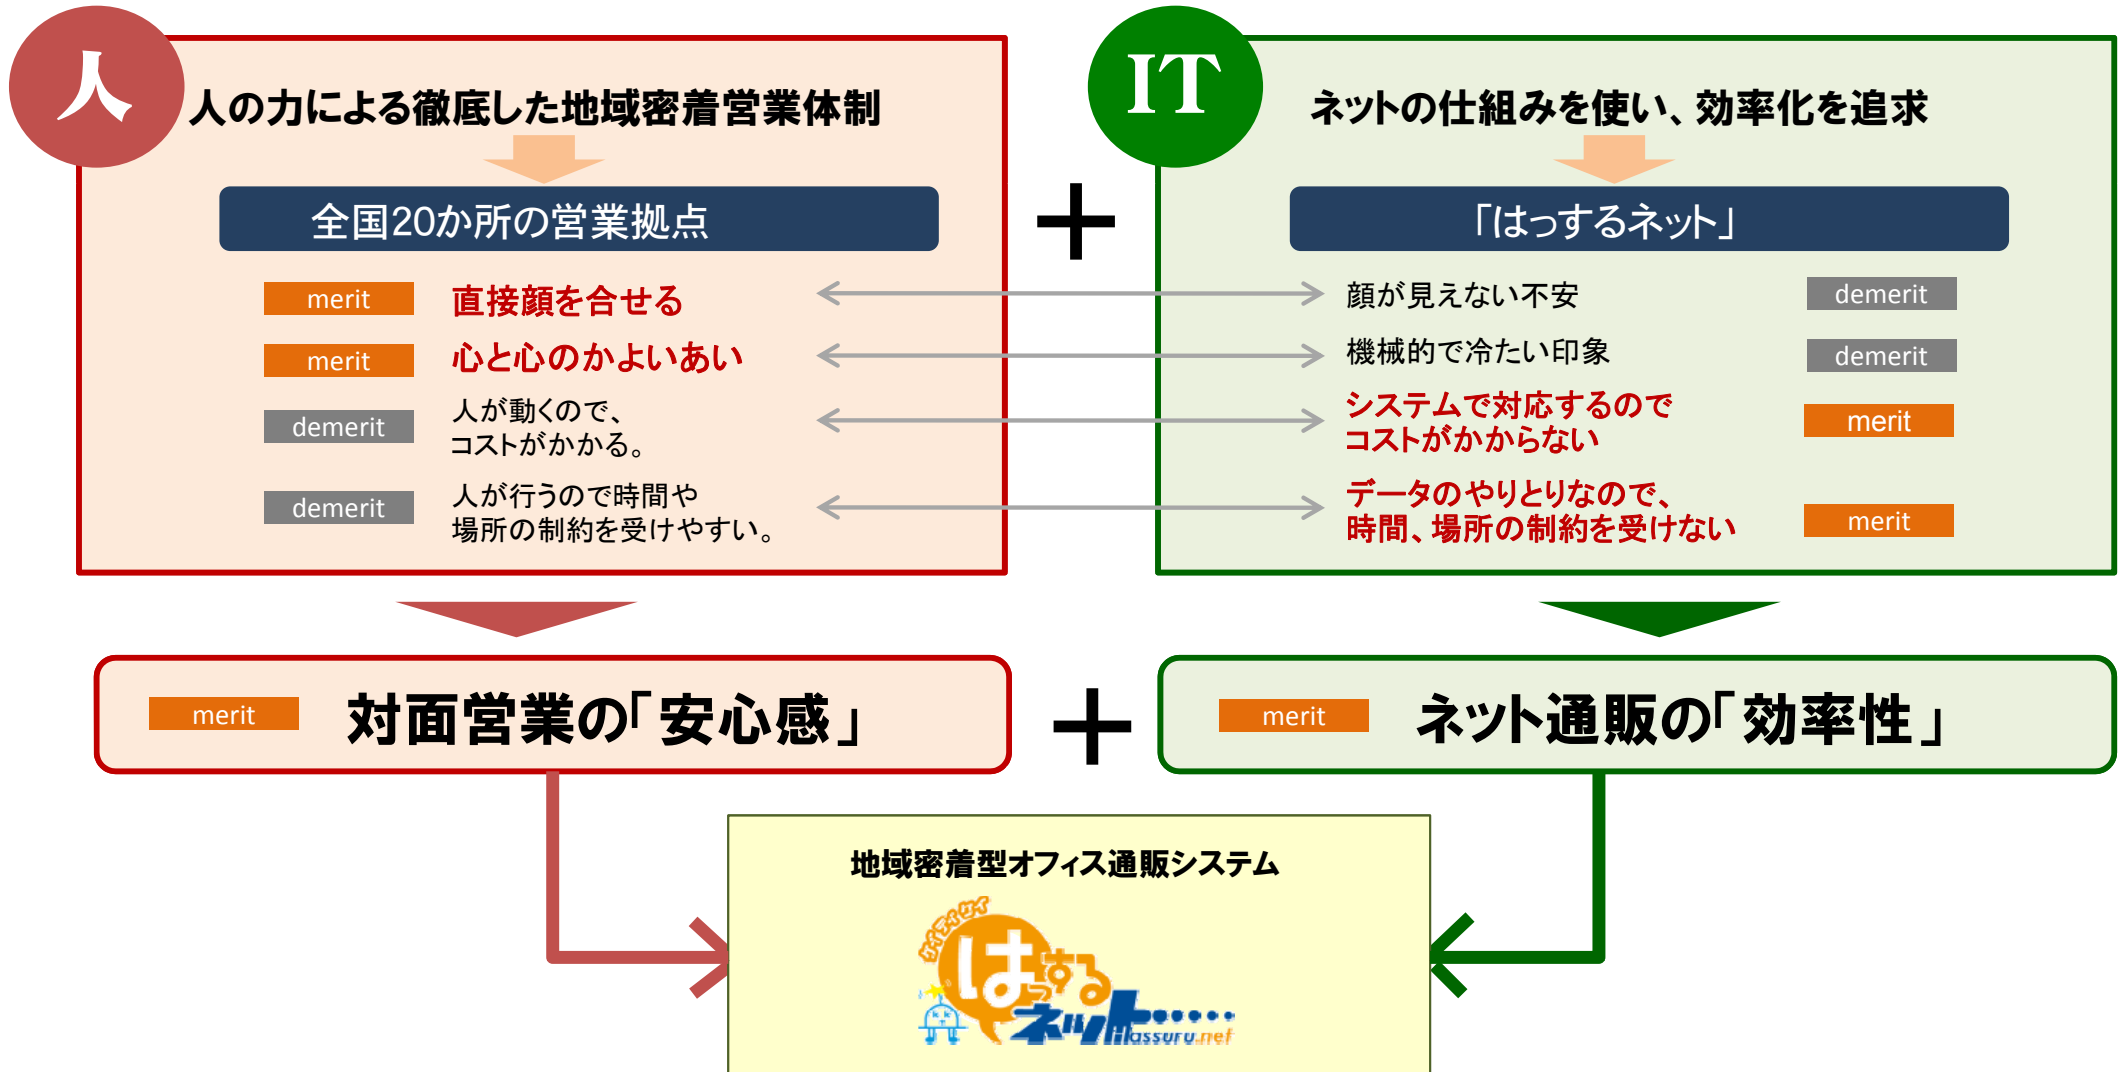 人
人の力による徹底した地域密着営業体制
全国20か所の営業拠点
merit 直接顔を合せる
merit 心と心のかよいあい
demerit 人が動くので、
コストがかかる。
demerit 人が行うので時間や
場所の制約を受けやすい。
+
IT
ネットの仕組みを使い、効率化を追求
「はっするネット」
顔が見えない不安 demerit
機械的で冷たい印象 demerit
システムで対応するので
コストがかからない merit
データのやりとりなので、
時間、場所の制約を受けない merit
merit 対面営業の「安心感」
+
merit ネット通販の「効率性」
地域密着型オフィス通販システム
ケイティケイ
はっする
ネット
Hassuru.net